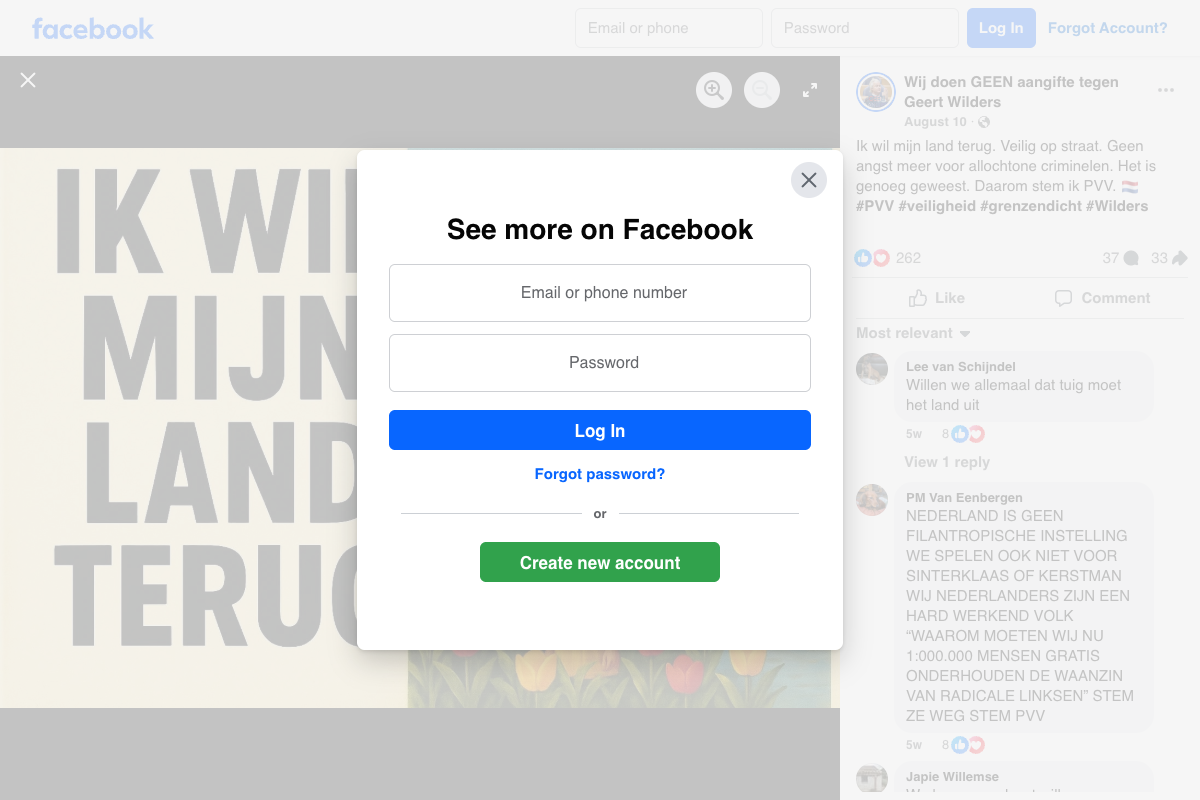 facebook
Email or phone
Password
Log In
Forgot Account?
IK WIL
MIJN
LAND
TERUG
See more on Facebook
Email or phone number
Password
Log In
Forgot password?
or
Create new account
Wij doen GEEN aangifte tegen
Geert Wilders
August 10 ·
Ik wil mijn land terug. Veilig op straat. Geen
angst meer voor allochtone criminelen. Het is
genoeg geweest. Daarom stem ik PVV. 🇳🇱
#PVV #veiligheid #grenzendicht #Wilders
262
37
33
Like
Comment
Most relevant
Lee van Schijndel
Willen we allemaal dat tuig moet
het land uit
5w 8
View 1 reply
PM Van Eenbergen
NEDERLAND IS GEEN
FILANTROPISCHE INSTELLING
WE SPELEN OOK NIET VOOR
SINTERKLAAS OF KERSTMAN
WIJ NEDERLANDERS ZIJN EEN
HARD WERKEND VOLK
“WAAROM MOETEN WIJ NU
1:000.000 MENSEN GRATIS
ONDERHOUDEN DE WAANZIN
VAN RADICALE LINKSEN” STEM
ZE WEG STEM PVV
5w 8
Japie Willemse